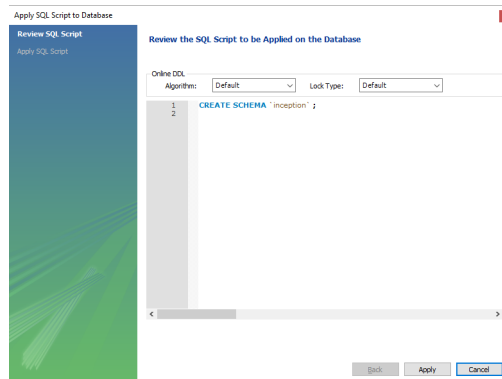 Apply SQL Script to Database
Review SQL Script
Apply SQL Script
Review the SQL Script to be Applied on the Database
Online DDL
Algorithm: Default Lock Type: Default
1 CREATE SCHEMA `inception` ;
2
Back Apply Cancel